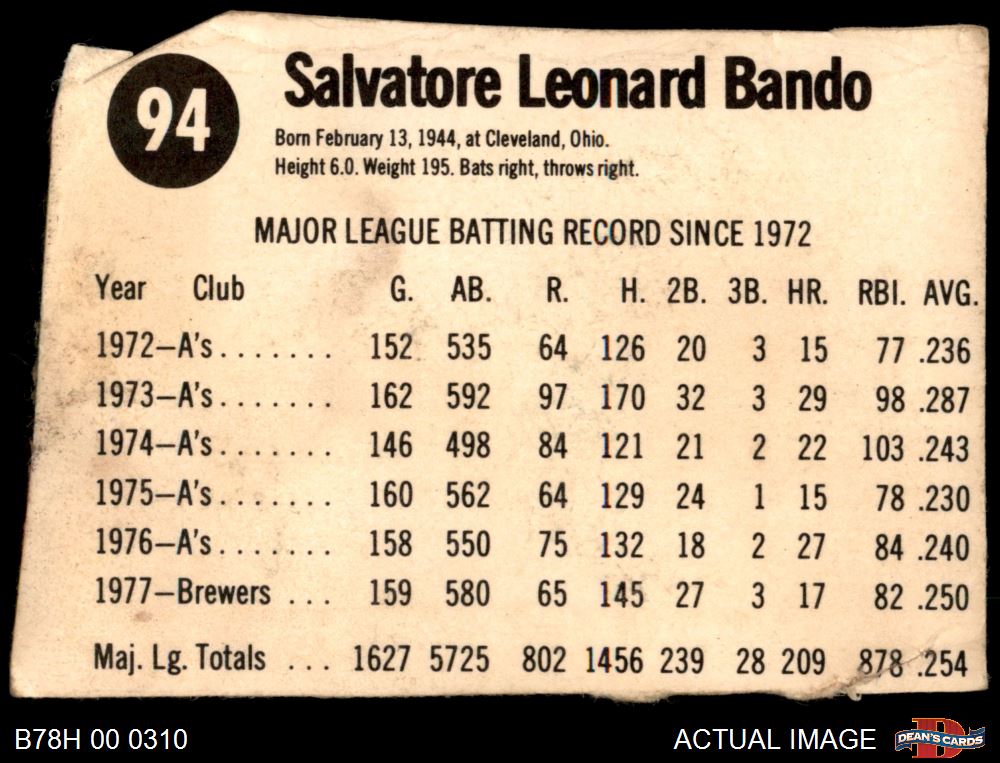 94
Salvatore Leonard Bando
Born February 13, 1944, at Cleveland, Ohio.
Height 6.0. Weight 195. Bats right, throws right.
MAJOR LEAGUE BATTING RECORD SINCE 1972
Year Club G. AB. R. H. 2B. 3B. HR. RBI. AVG.
1972—A's....... 152 535 64 126 20 3 15 77 .236
1973—A's....... 162 592 97 170 32 3 29 98 .287
1974—A's....... 146 498 84 121 21 2 22 103 .243
1975—A's....... 160 562 64 129 24 1 15 78 .230
1976—A's....... 158 550 75 132 18 2 27 84 .240
1977—Brewers ... 159 580 65 145 27 3 17 82 .250
Maj. Lg. Totals ... 1627 5725 802 1456 239 28 209 878 .254
B78H 00 0310 ACTUAL IMAGE D DEAN'S CARDS